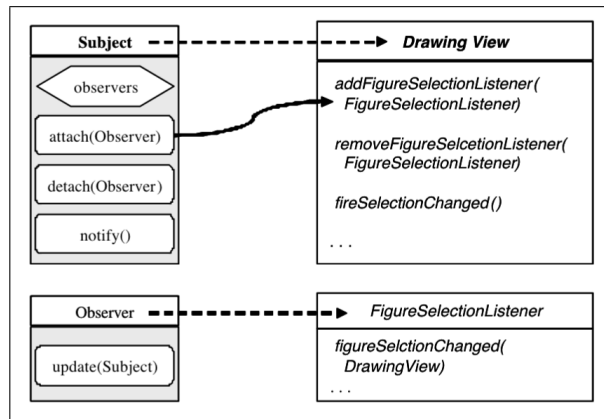 Subject
Drawing View
observers
addFigureSelectionListener(
FigureSelectionListener)
attach(Observer)
removeFigureSelcetionListener(
FigureSelectionListener)
detach(Observer)
fireSelectionChanged()
notify()
. . .
Observer
FigureSelectionListener
update(Subject)
figureSelctionChanged(
DrawingView)
. . .